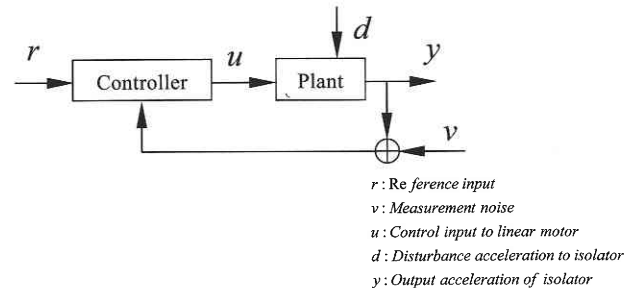 d
r
u
y
Controller
Plant
v
r : Re ference input
v : Measurement noise
u : Control input to linear motor
d : Disturbance acceleration to isolator
y : Output acceleration of isolator